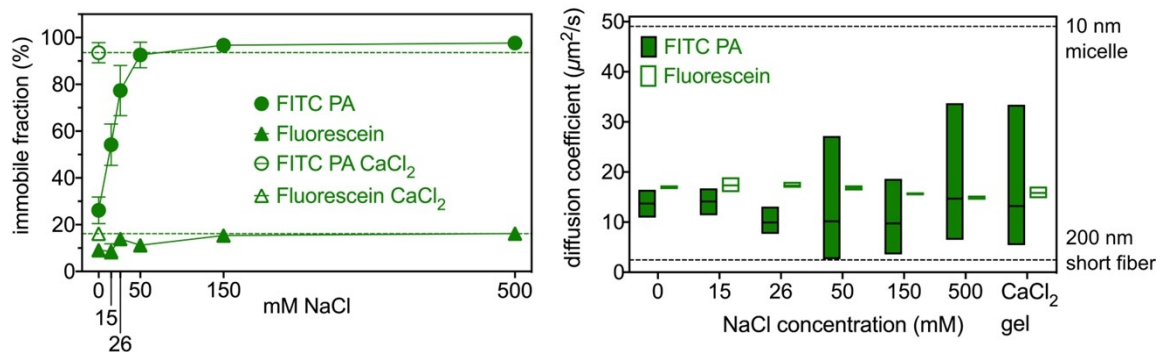 immobile fraction (%)
100
80
60
40
20
0
FITC PA
Fluorescein
FITC PA CaCl₂
Fluorescein CaCl₂
0 50 150 500
15
26
mM NaCl
diffusion coefficient (µm²/s)
50
40
30
20
10
0
FITC PA
Fluorescein
10 nm
micelle
200 nm
short fiber
0 15 26 50 150 500 CaCl₂
gel
NaCl concentration (mM)